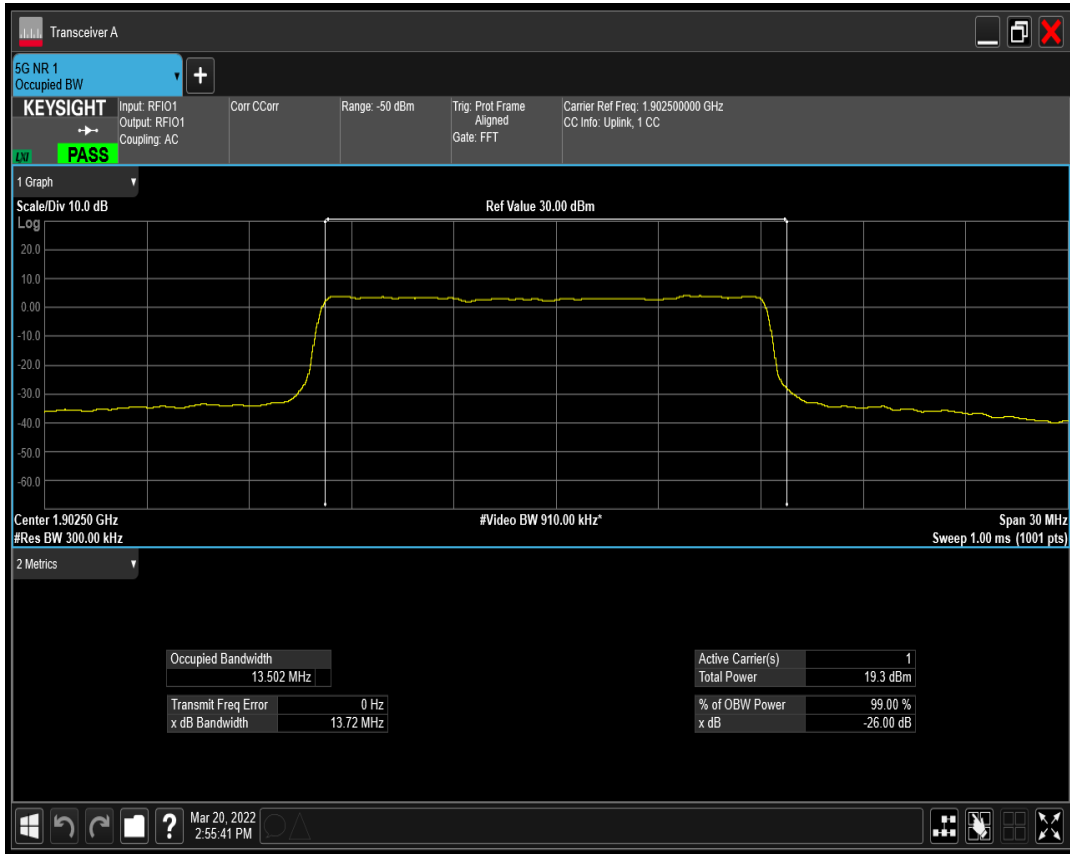 Transceiver A
5G NR 1
Occupied BW
+
KEYSIGHT
LXI
PASS
Input: RFIO1
Output: RFIO1
Coupling: AC
Corr CCorr
Range: -50 dBm
Trig: Prot Frame
Aligned
Gate: FFT
Carrier Ref Freq: 1.902500000 GHz
CC Info: Uplink, 1 CC
1 Graph
Scale/Div 10.0 dB
Ref Value 30.00 dBm
Log
20.0
10.0
0.00
-10.0
-20.0
-30.0
-40.0
-50.0
-60.0
Center 1.90250 GHz
#Video BW 910.00 kHz*
Span 30 MHz
#Res BW 300.00 kHz
Sweep 1.00 ms (1001 pts)
2 Metrics
Occupied Bandwidth
13.502 MHz
Transmit Freq Error 0 Hz
x dB Bandwidth 13.72 MHz
Active Carrier(s) 1
Total Power 19.3 dBm
% of OBW Power 99.00 %
x dB -26.00 dB
?
Mar 20, 2022
2:55:41 PM